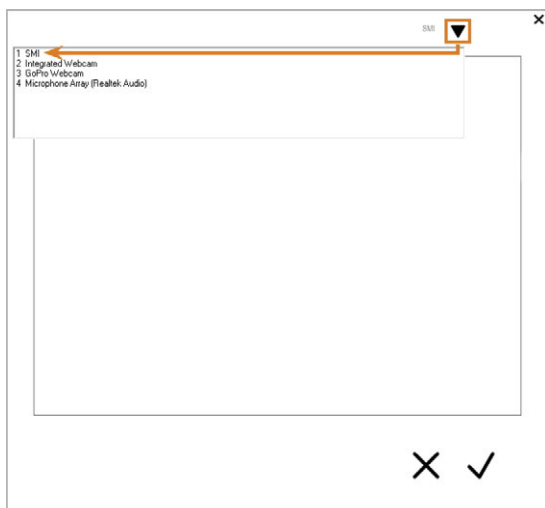 SMI
1 SMI
2 Integrated Webcam
3 GoPro Webcam
4 Microphone Array (Realtek Audio)